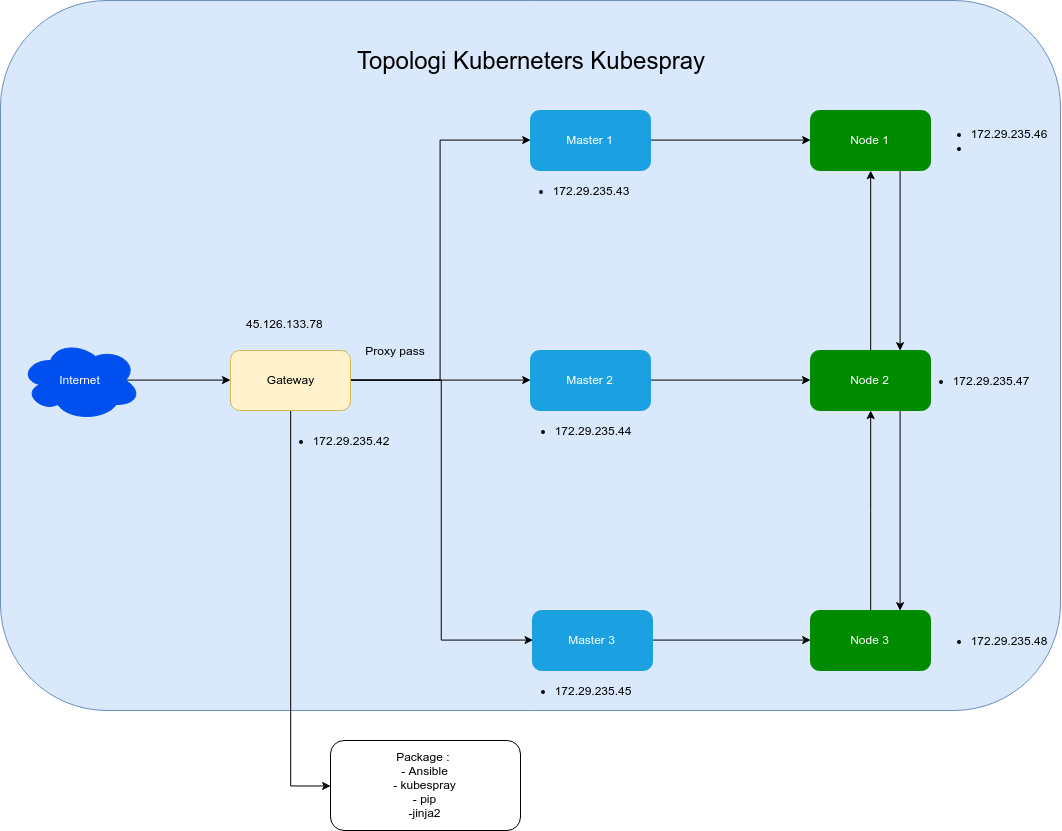 Topologi Kuberneters Kubespray
Master 1
Node 1
• 172.29.235.46
•
• 172.29.235.43
45.126.133.78
Proxy pass
Internet
Gateway
Master 2
Node 2
• 172.29.235.47
• 172.29.235.42
• 172.29.235.44
Master 3
Node 3
• 172.29.235.48
• 172.29.235.45
Package :
- Ansible
- kubespray
- pip
-jinja2